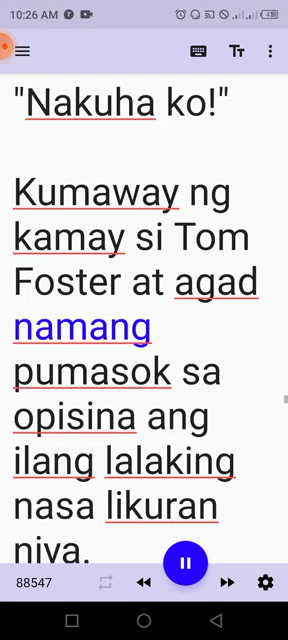 10:26 AM
"Nakuha ko!"
Kumaway ng
kamay si Tom
Foster at agad
namang
pumasok sa
opisina ang
ilang lalaking
nasa likuran
niya.
88547